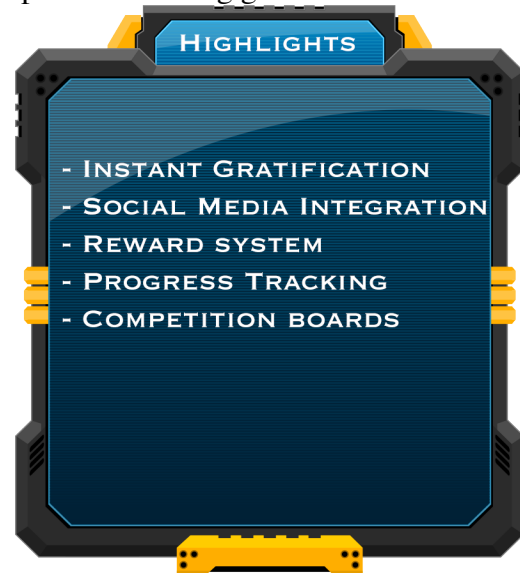 Highlights
- Instant Gratification
- Social Media Integration
- Reward system
- Progress Tracking
- Competition boards